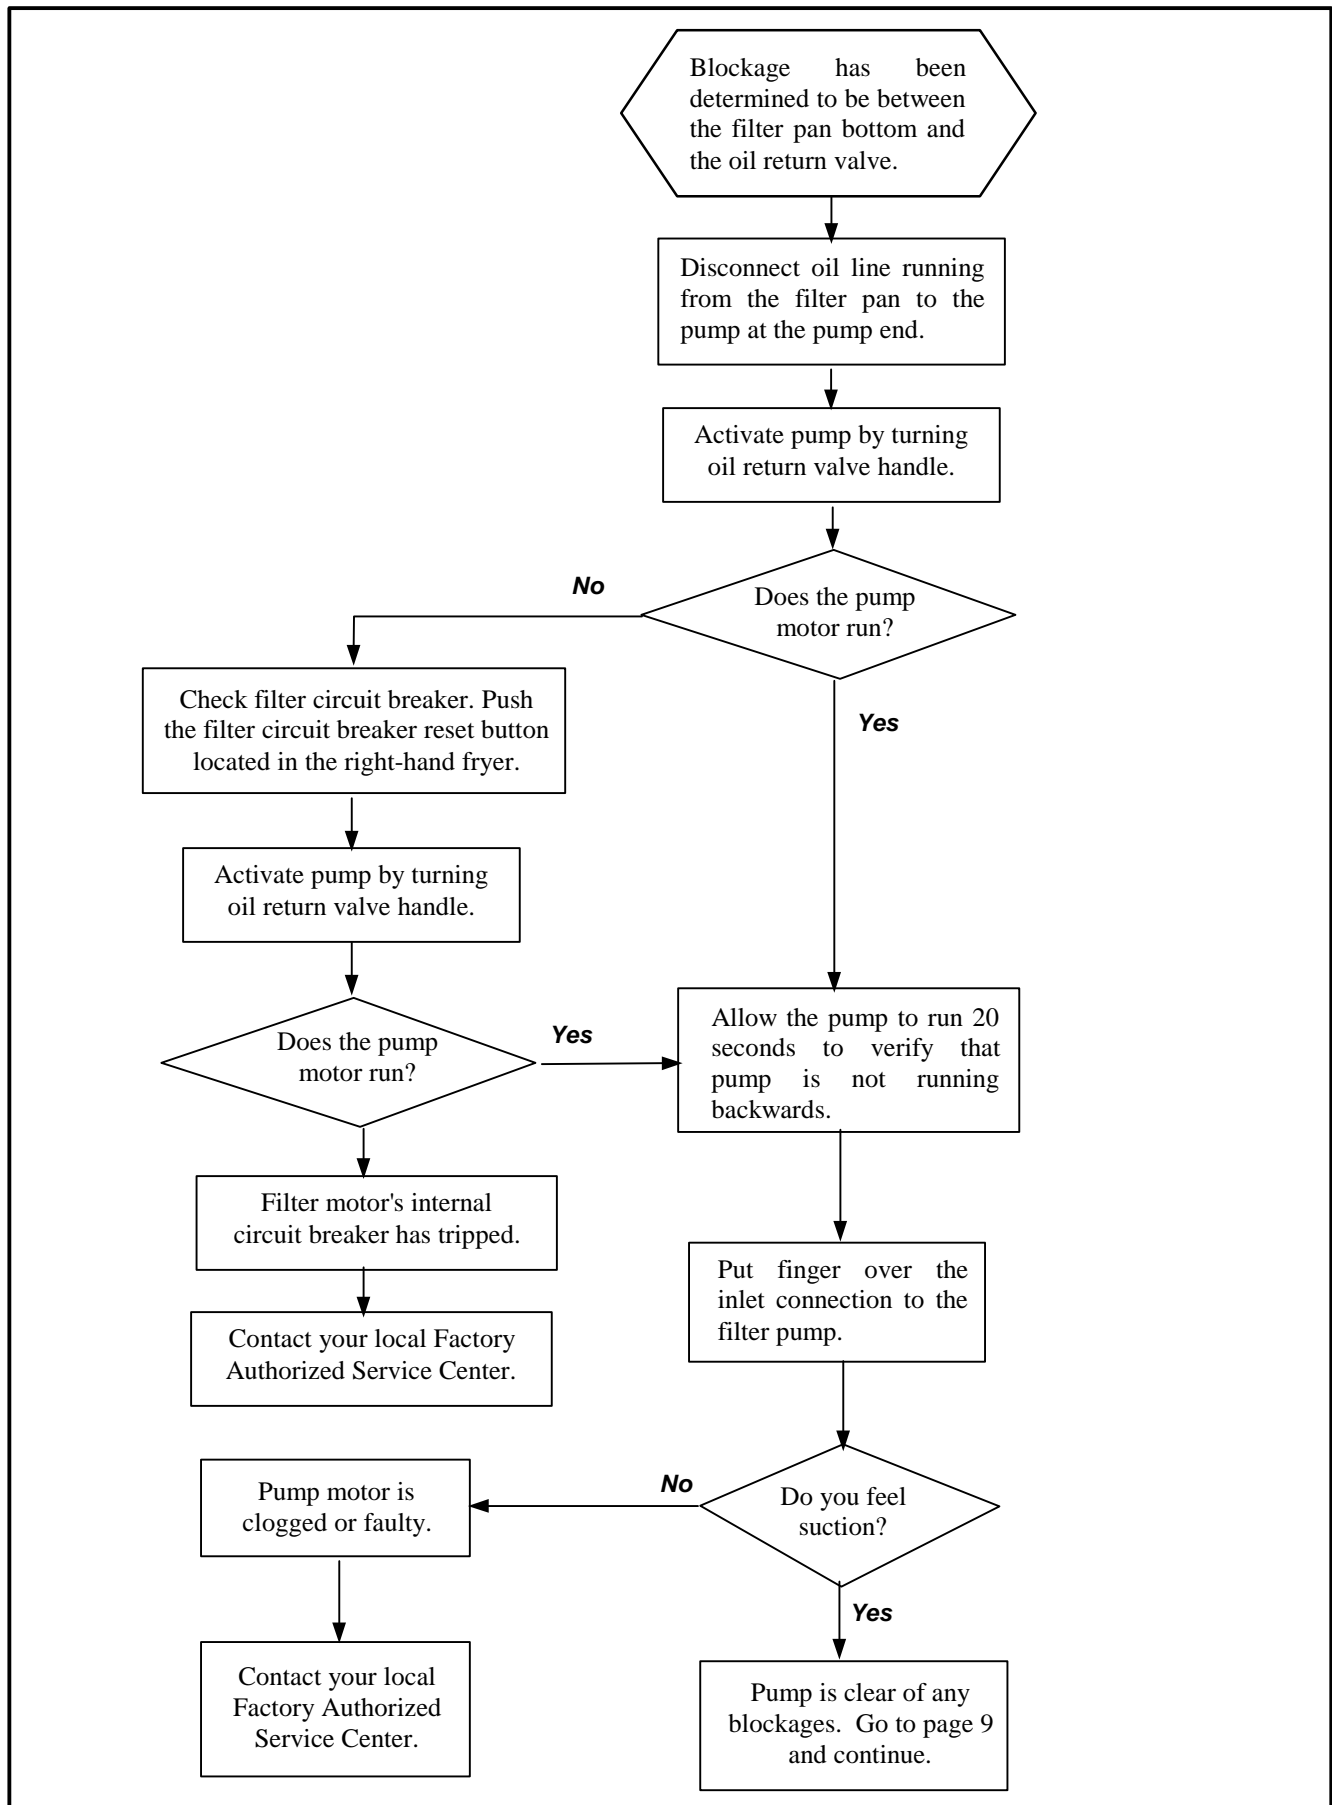 Blockage has been
determined to be between
the filter pan bottom and
the oil return valve.
Disconnect oil line running
from the filter pan to the
pump at the pump end.
Activate pump by turning
oil return valve handle.
Does the pump
motor run?
No
Yes
Check filter circuit breaker. Push
the filter circuit breaker reset button
located in the right-hand fryer.
Activate pump by turning
oil return valve handle.
Does the pump
motor run?
Yes
Allow the pump to run 20
seconds to verify that
pump is not running
backwards.
Filter motor's internal
circuit breaker has tripped.
Contact your local Factory
Authorized Service Center.
Put finger over the
inlet connection to the
filter pump.
Do you feel
suction?
No
Yes
Pump motor is
clogged or faulty.
Contact your local
Factory Authorized
Service Center.
Pump is clear of any
blockages. Go to page 9
and continue.